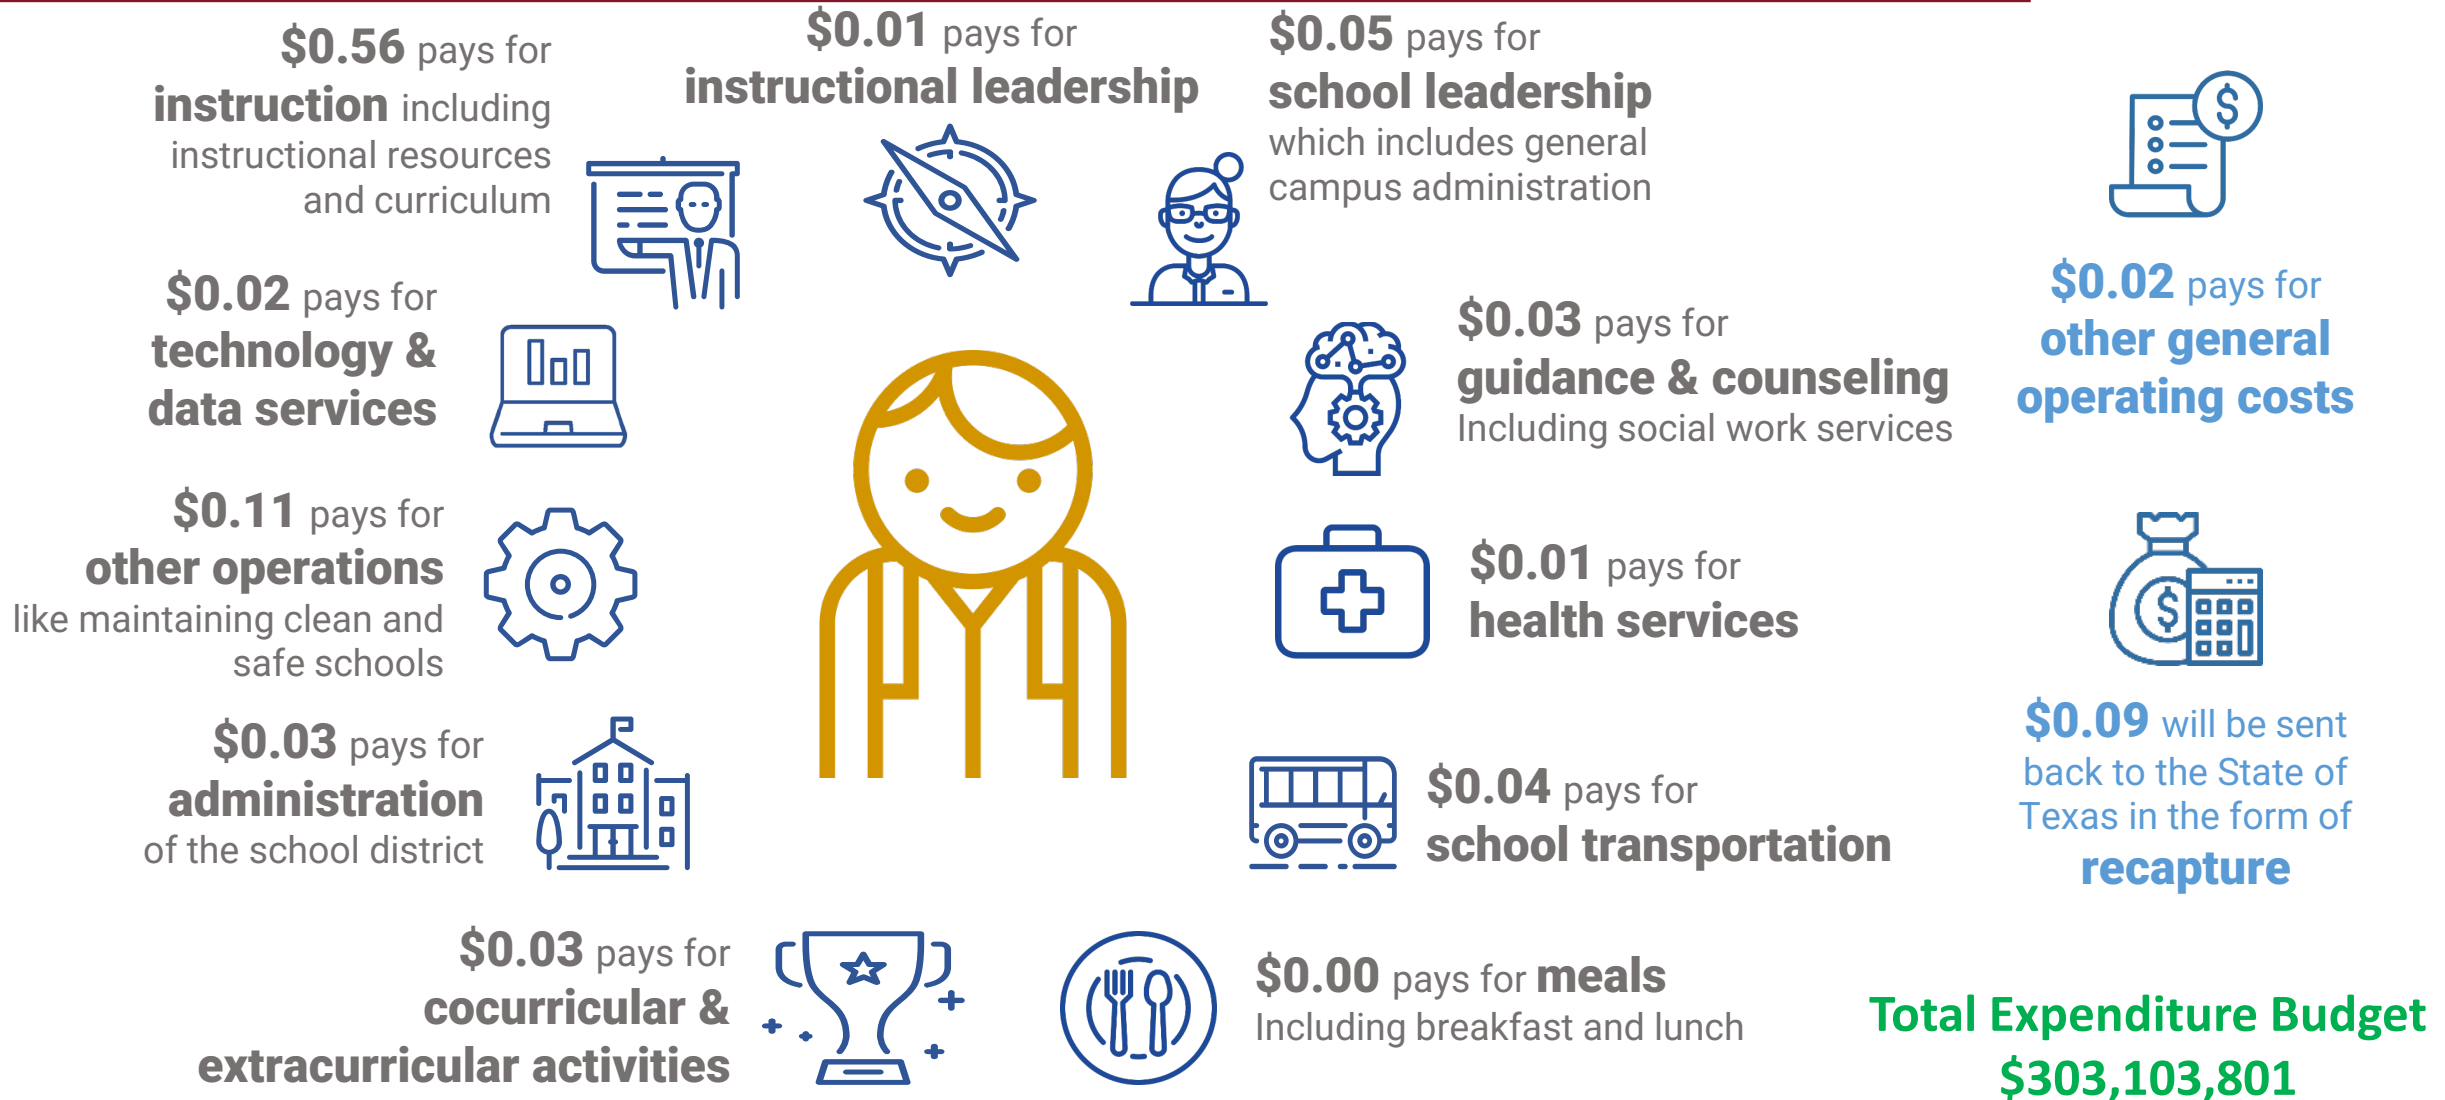 $0.56 pays for
instruction including
instructional resources
and curriculum
$0.01 pays for
instructional leadership
$0.05 pays for
school leadership
which includes general
campus administration
$0.02 pays for
technology &
data services
$0.03 pays for
guidance & counseling
Including social work services
$0.02 pays for
other general
operating costs
$0.11 pays for
other operations
like maintaining clean and
safe schools
$0.01 pays for
health services
$0.03 pays for
administration
of the school district
$0.04 pays for
school transportation
$0.09 will be sent
back to the State of
Texas in the form of
recapture
$0.03 pays for
cocurricular &
extracurricular activities
$0.00 pays for meals
Including breakfast and lunch
Total Expenditure Budget
$303,103,801